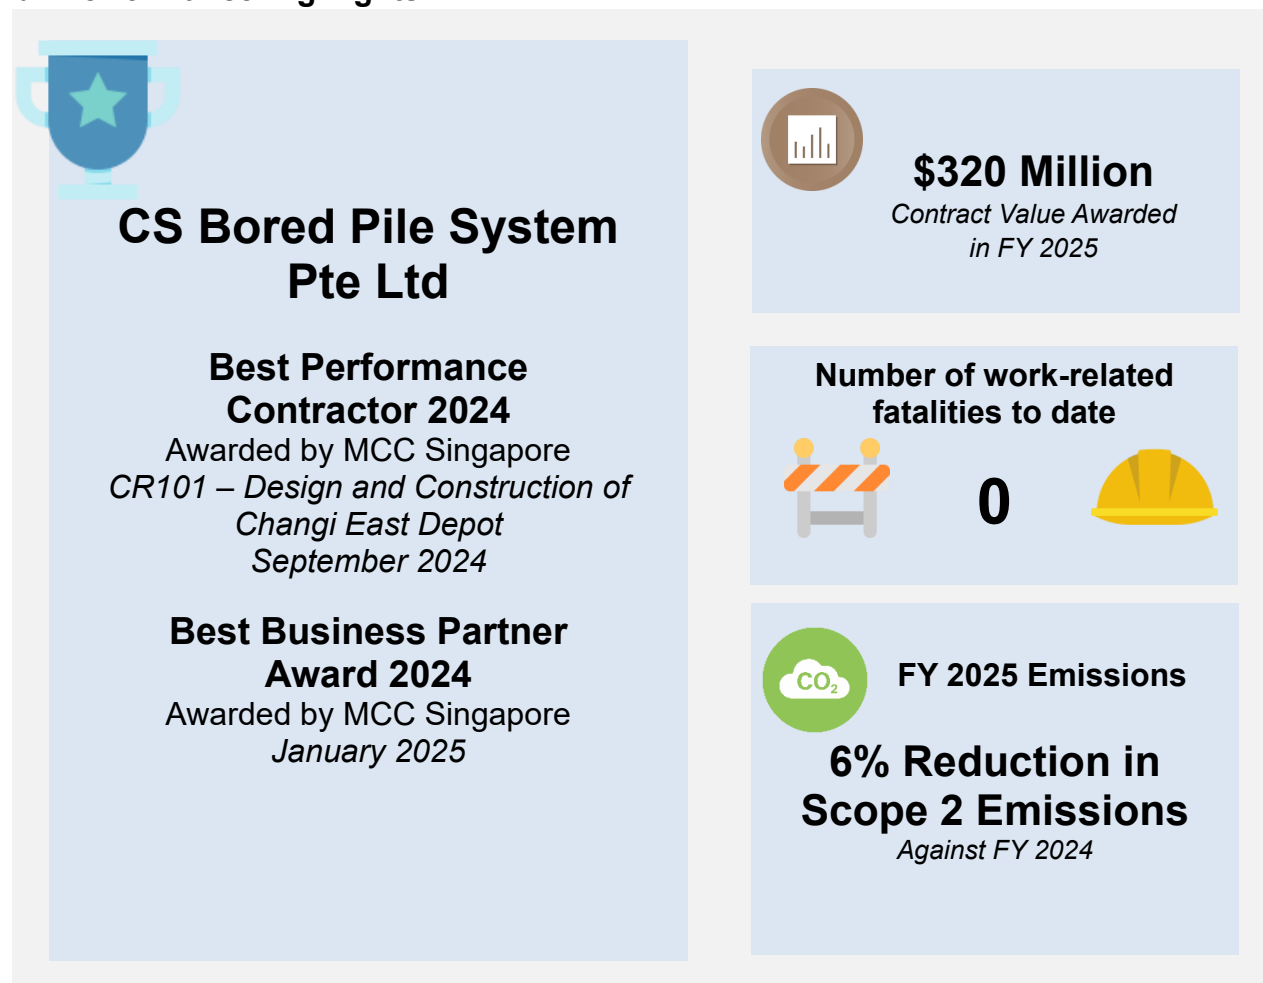 CS Bored Pile System
Pte Ltd
Best Performance
Contractor 2024
Awarded by MCC Singapore
CR101 – Design and Construction of
Changi East Depot
September 2024
Best Business Partner
Award 2024
Awarded by MCC Singapore
January 2025
$320 Million
Contract Value Awarded
in FY 2025
Number of work-related
fatalities to date
0
CO₂
FY 2025 Emissions
6% Reduction in
Scope 2 Emissions
Against FY 2024